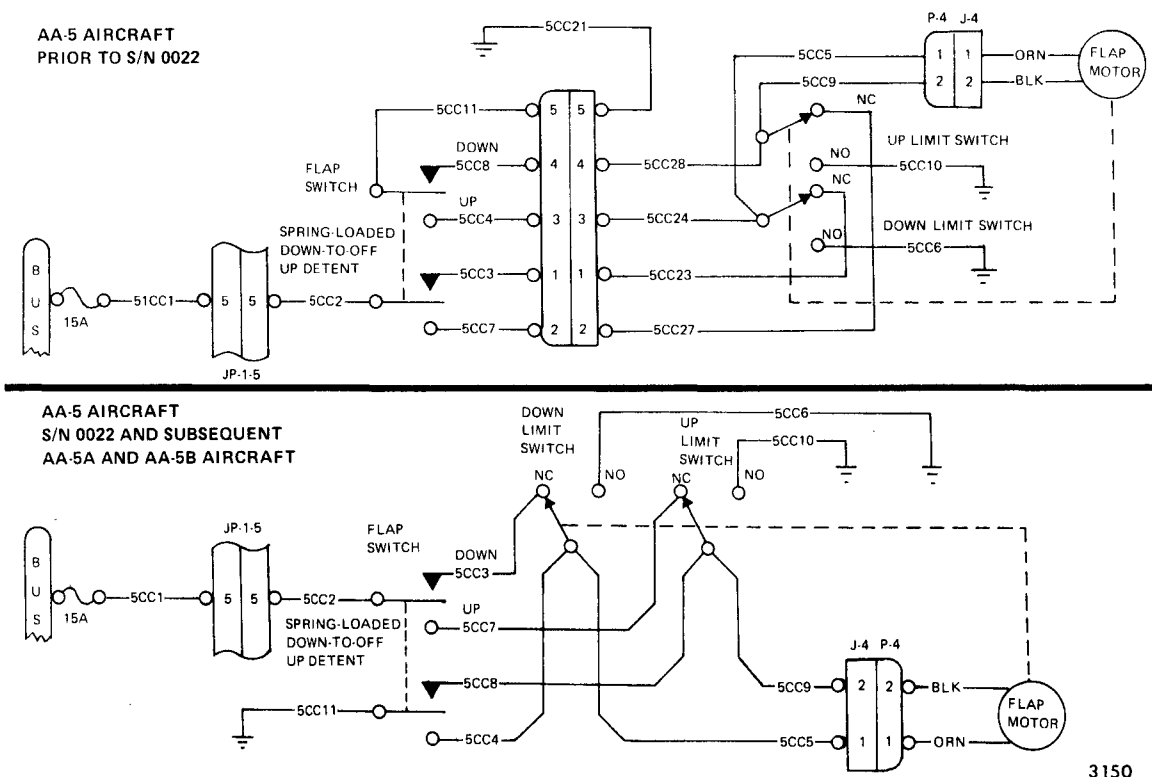 AA-5 AIRCRAFT
PRIOR TO S/N 0022
5CC21
P-4 J-4
5CC5
1 1
ORN
FLAP
MOTOR
5CC9
2 2
BLK
5CC11
5 5
NC
UP LIMIT SWITCH
DOWN
5CC8
4 4
5CC28
NO
5CC10
FLAP
SWITCH
NC
UP
5CC4
3 3
5CC24
DOWN LIMIT SWITCH
NO
5CC6
SPRING-LOADED
DOWN-TO-OFF
UP DETENT
5CC3
1 1
5CC23
BUS
15A
51CC1
5 5
5CC2
5CC7
2 2
5CC27
JP-1-5
AA-5 AIRCRAFT
S/N 0022 AND SUBSEQUENT
AA-5A AND AA-5B AIRCRAFT
DOWN
LIMIT
SWITCH
5CC6
UP
LIMIT
SWITCH
5CC10
NC
NO
NC
NO
JP-1-5
FLAP
SWITCH
DOWN
5CC3
BUS
15A
5CC1
5 5
5CC2
UP
5CC7
SPRING-LOADED
DOWN-TO-OFF
UP DETENT
J-4 P-4
5CC8
5CC9
2 2
BLK
FLAP
MOTOR
5CC11
5CC4
5CC5
1 1
ORN
3150